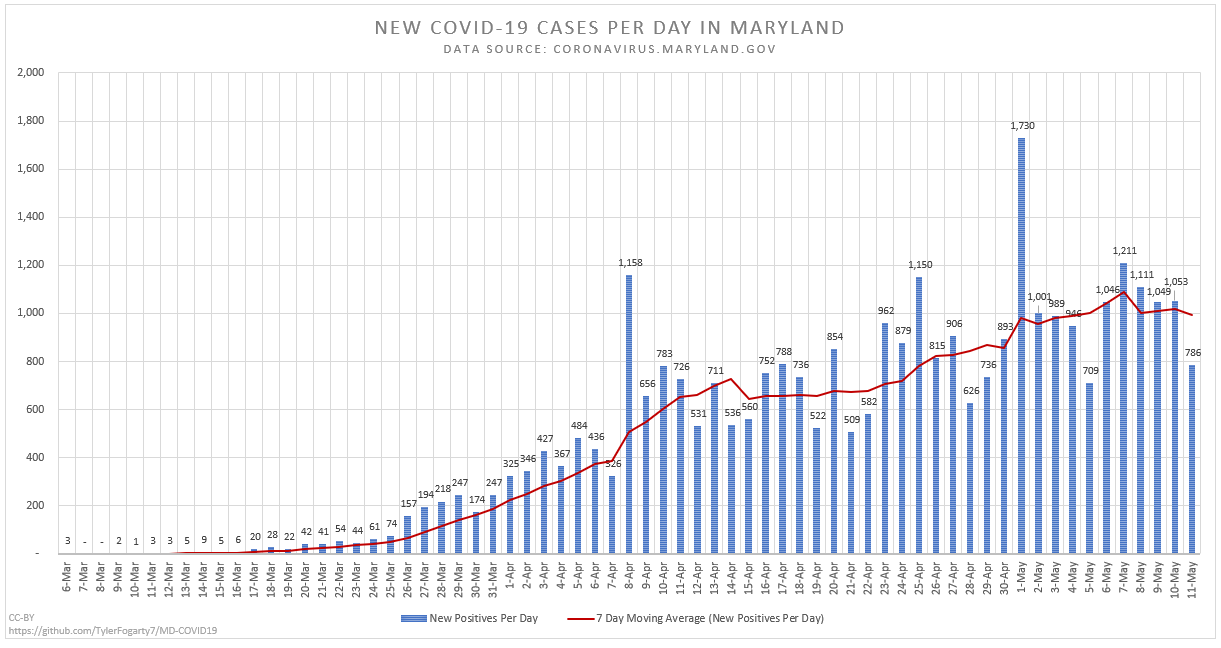 NEW COVID-19 CASES PER DAY IN MARYLAND
DATA SOURCE: CORONAVIRUS.MARYLAND.GOV
2,000
1,800
1,600
1,400
1,200
1,000
800
600
400
200
-
3 - - 2 1 3 3 5 9 5 6 20 28 22 42 41 54 44 61 74 157 194 218 247 174 247 325 346 427 367 484 436 326 1,158 656 783 726 531 711 536 560 752 788 736 522 854 509 582 962 879 1,150 815 906 626 736 893 1,730 1,001 989 946 709 1,046 1,211 1,111 1,049 1,053 786
6-Mar 7-Mar 8-Mar 9-Mar 10-Mar 11-Mar 12-Mar 13-Mar 14-Mar 15-Mar 16-Mar 17-Mar 18-Mar 19-Mar 20-Mar 21-Mar 22-Mar 23-Mar 24-Mar 25-Mar 26-Mar 27-Mar 28-Mar 29-Mar 30-Mar 31-Mar 1-Apr 2-Apr 3-Apr 4-Apr 5-Apr 6-Apr 7-Apr 8-Apr 9-Apr 10-Apr 11-Apr 12-Apr 13-Apr 14-Apr 15-Apr 16-Apr 17-Apr 18-Apr 19-Apr 20-Apr 21-Apr 22-Apr 23-Apr 24-Apr 25-Apr 26-Apr 27-Apr 28-Apr 29-Apr 30-Apr 1-May 2-May 3-May 4-May 5-May 6-May 7-May 8-May 9-May 10-May 11-May
New Positives Per Day
7 Day Moving Average (New Positives Per Day)
CC-BY
https://github.com/TylerFogarty7/MD-COVID19